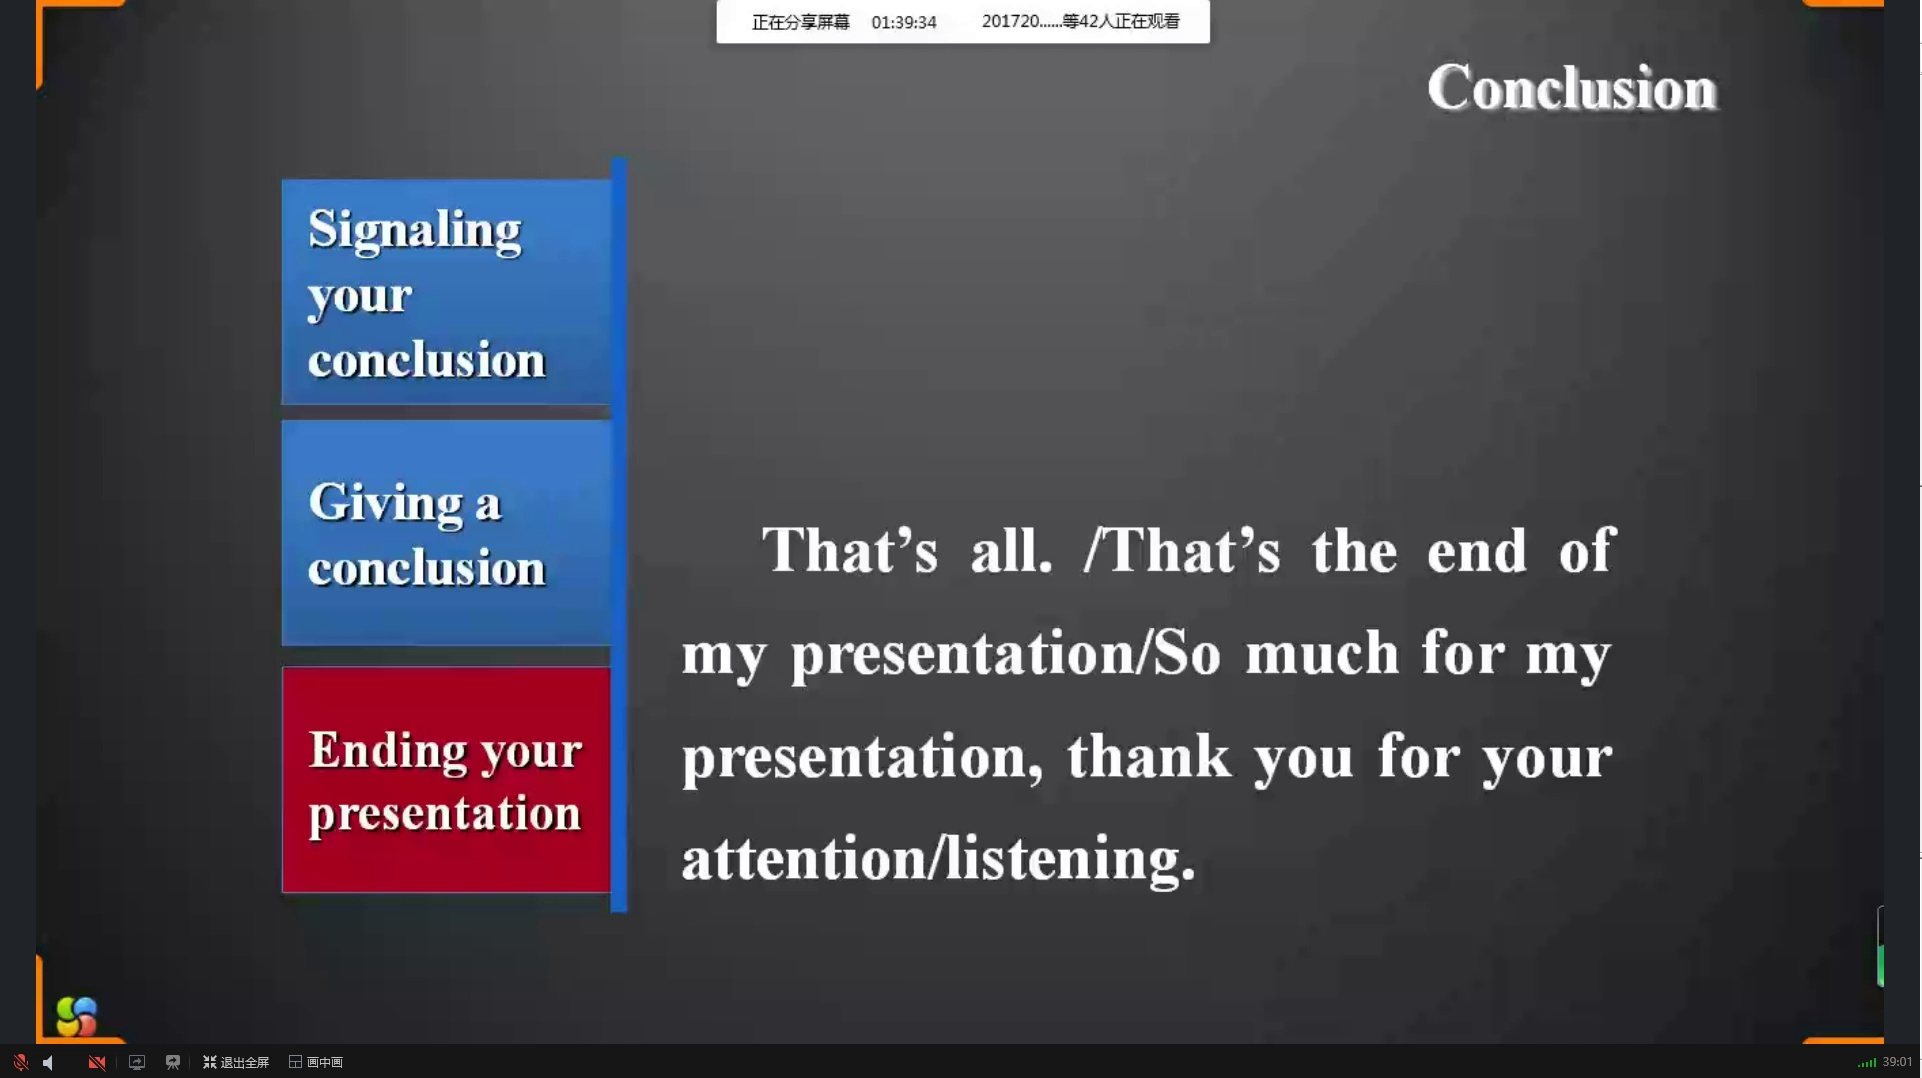 正在分享屏幕 01:39:34 201720......等42人正在观看
Conclusion
Signaling
your
conclusion
Giving a
conclusion
Ending your
presentation
That’s all. /That’s the end of
my presentation/So much for my
presentation, thank you for your
attention/listening.
退出全屏 画中画 39:01